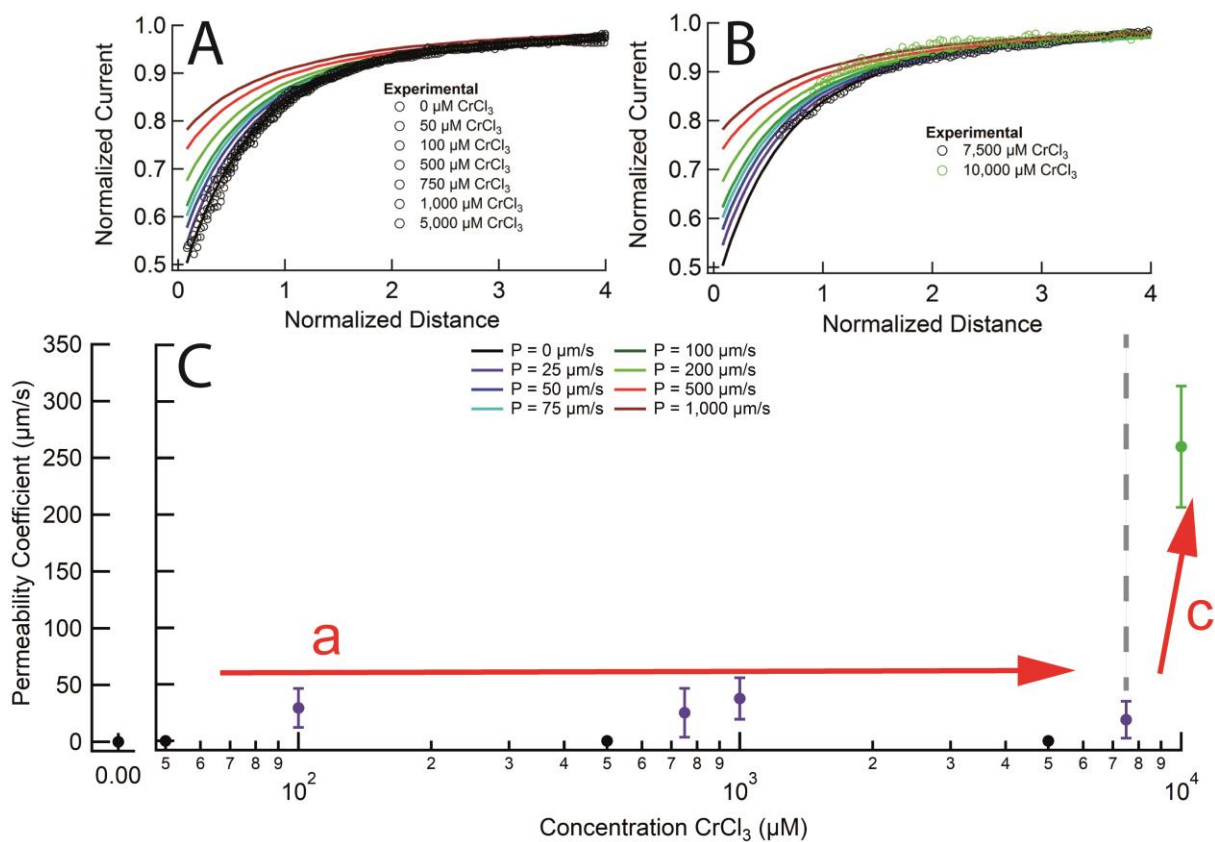 A
Normalized Current
1.0
0.9
0.8
0.7
0.6
0.5
Experimental
0 µM CrCl₃
50 µM CrCl₃
100 µM CrCl₃
500 µM CrCl₃
750 µM CrCl₃
1,000 µM CrCl₃
5,000 µM CrCl₃
0 1 2 3 4
Normalized Distance
B
Normalized Current
1.0
0.9
0.8
0.7
0.6
0.5
Experimental
7,500 µM CrCl₃
10,000 µM CrCl₃
0 1 2 3 4
Normalized Distance
C
Permeability Coefficient (µm/s)
350
300
250
200
150
100
50
0
P = 0 µm/s P = 100 µm/s
P = 25 µm/s P = 200 µm/s
P = 50 µm/s P = 500 µm/s
P = 75 µm/s P = 1,000 µm/s
a
c
0.00 5 6 7 8 9 10² 2 3 4 5 6 7 8 9 10³ 2 3 4 5 6 7 8 9 10⁴
Concentration CrCl₃ (µM)